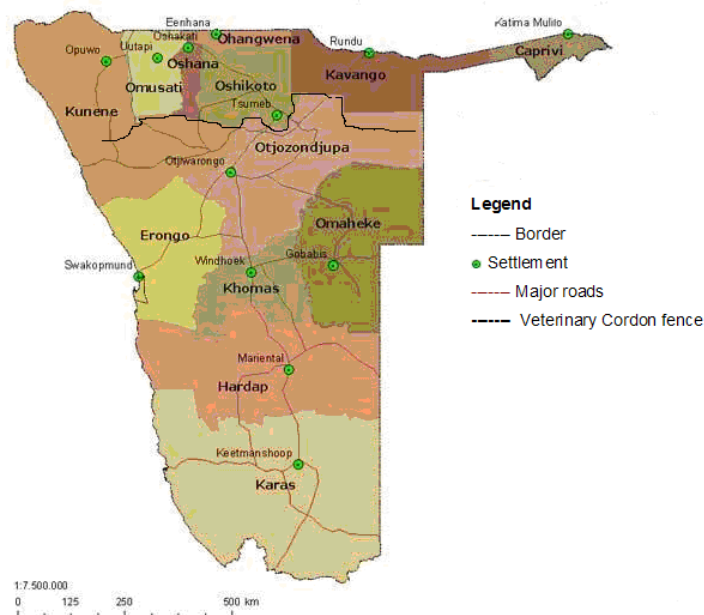 Eenhana
Katima Mulilo
Ohangwena
Oshakati
Rundu
Opuwo
Uutapi
Caprivi
Oshana
Kavango
Omusati
Oshikoto
Tsumeb
Kunene
Otjozondjupa
Otjiwarongo
Legend
Omaheke
Border
Erongo
Gobabis
Windhoek
Swakopmund
Settlement
Khomas
Major roads
Veterinary Cordon fence
Mariental
Hardap
Keetmanshoop
Karas
1:7.500.000
0 125 250 500 km